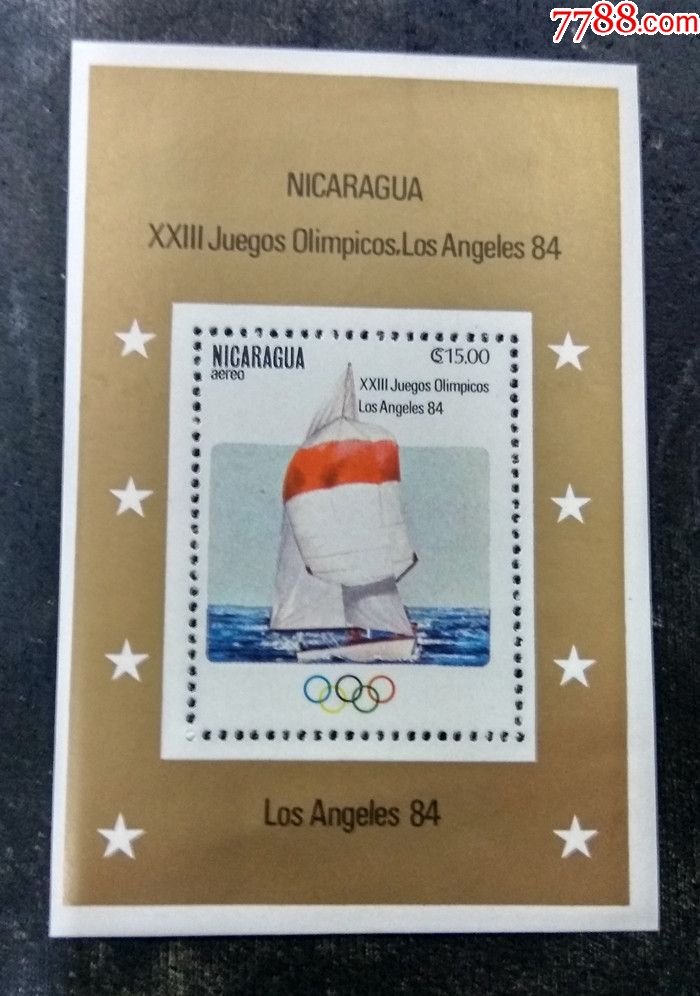 7788.com
NICARAGUA
XXIII Juegos Olimpicos.Los Angeles 84
NICARAGUA
₡15.00
aereo
XXIII Juegos Olimpicos
Los Angeles 84
Los Angeles 84